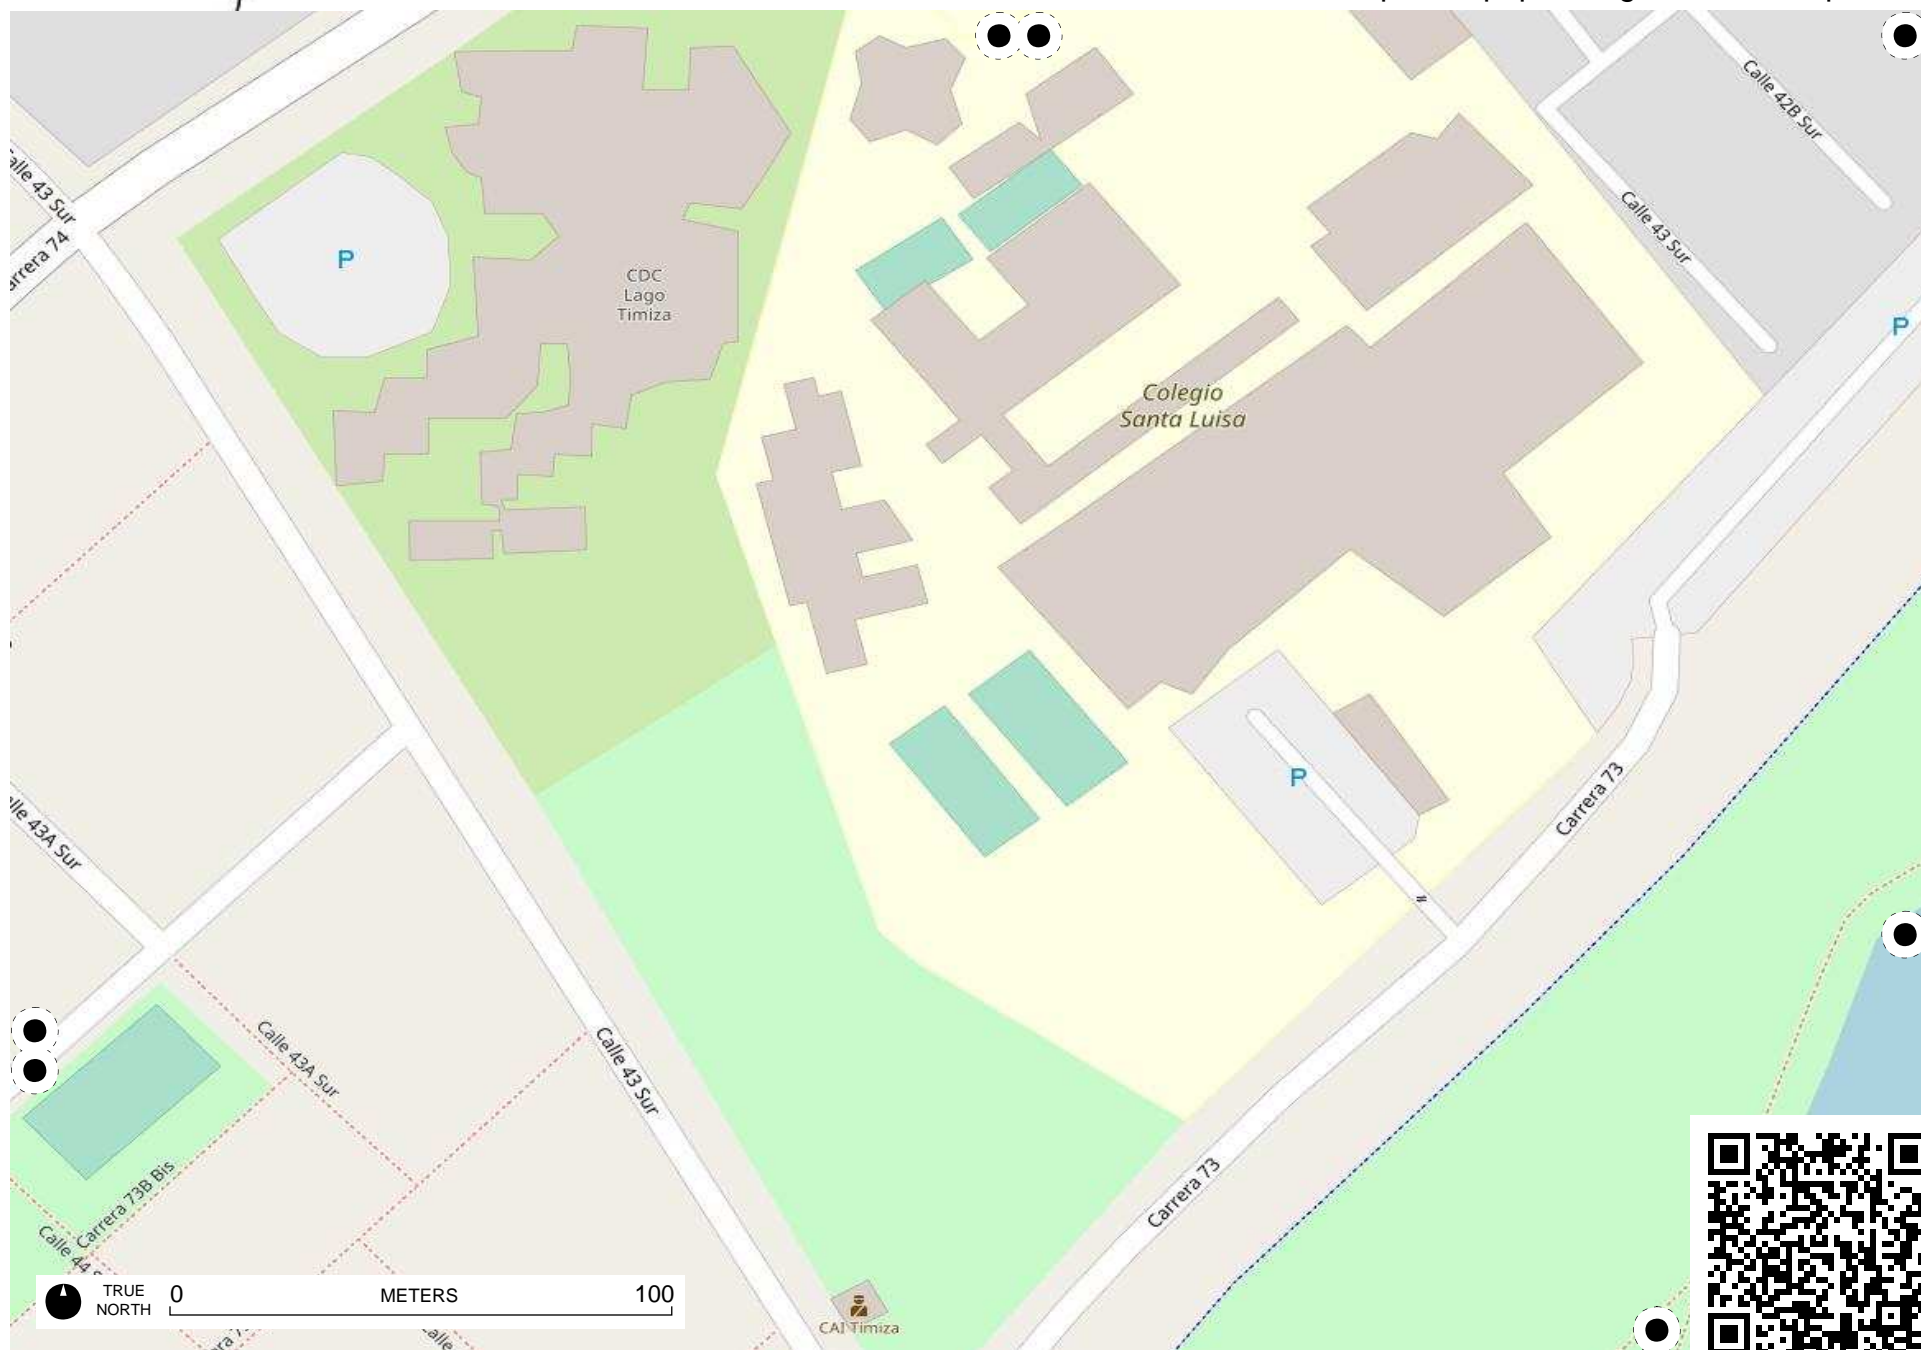 Calle 42B Sur
Calle 43 Sur
Calle 43 Sur
Carrera 74
P
CDC
Lago
Timiza
P
Colegio
Santa Luisa
P
Carrera 73
Calle 43A Sur
Calle 43A Sur
Calle 43 Sur
Carrera 73B Bis
Carrera 73
Calle 44
TRUE
NORTH
0
METERS
100
CAI Timiza